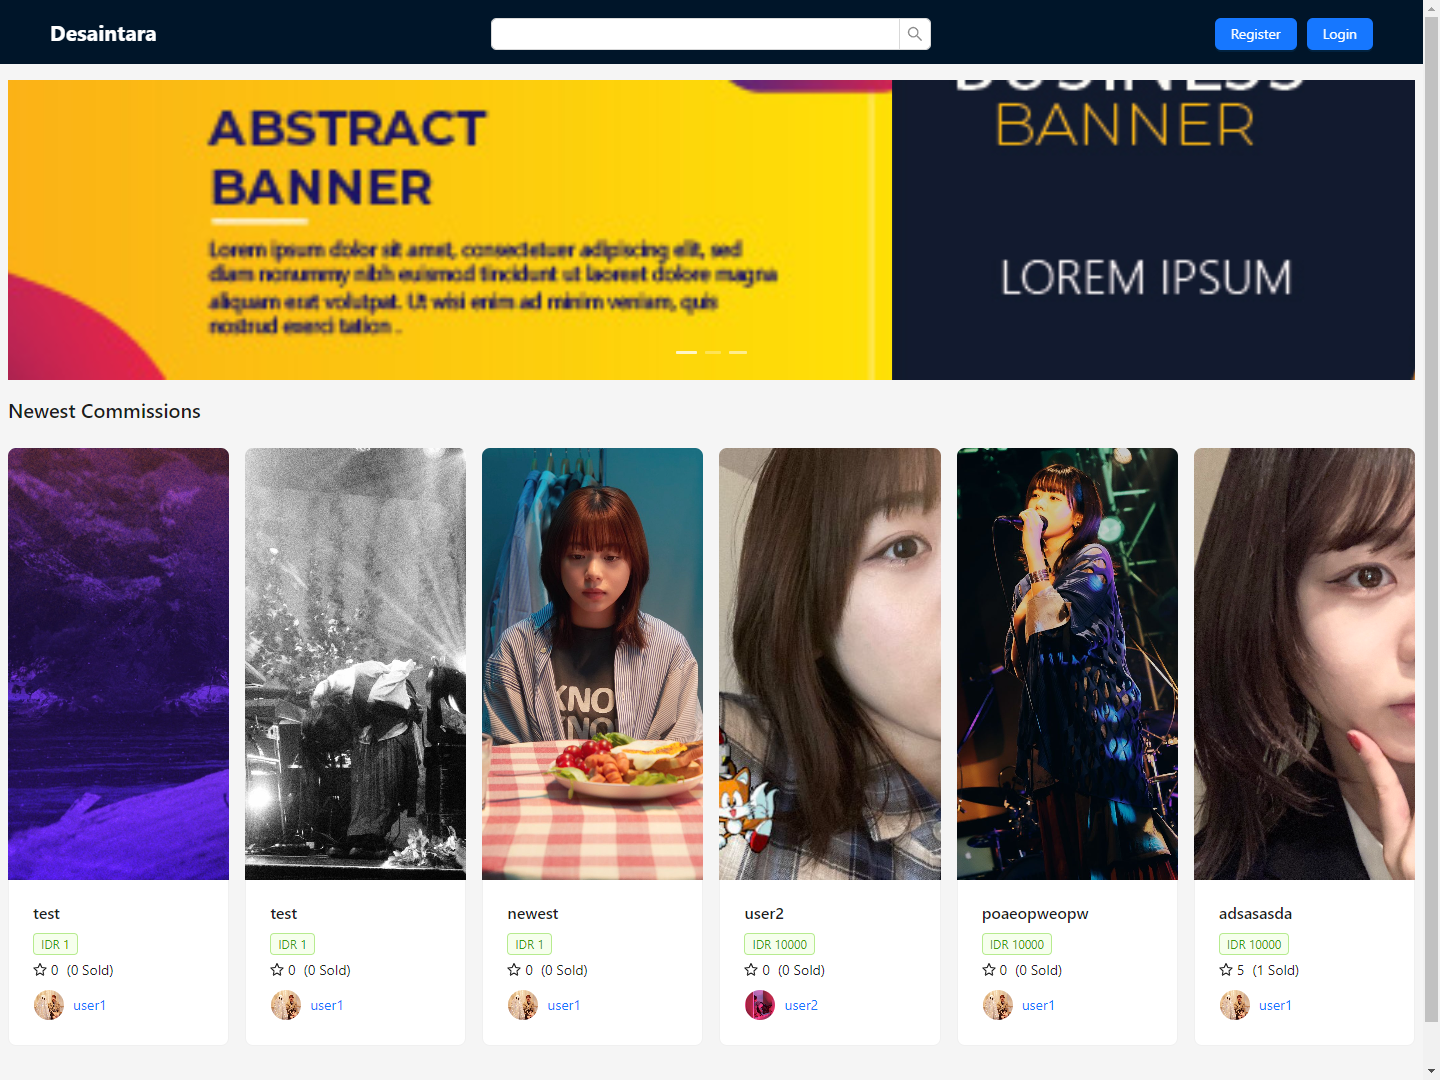 Desaintara
Register
Login
ABSTRACT
BANNER
Lorem ipsum dolor sit amet, consectetuer adipiscing elit, sed
diam nonummy nibh euismod tincidunt ut laoreet dolore magna
aliquam erat volutpat. Ut wisi enim ad minim veniam, quis
nostrud exerci tation .
BUSINESS
BANNER
LOREM IPSUM
Newest Commissions
KNO
KNO
test
IDR 1
0 (0 Sold)
user1
test
IDR 1
0 (0 Sold)
user1
newest
IDR 1
0 (0 Sold)
user1
user2
IDR 10000
0 (0 Sold)
user2
poaeopweopw
IDR 10000
0 (0 Sold)
user1
adsasasda
IDR 10000
5 (1 Sold)
user1